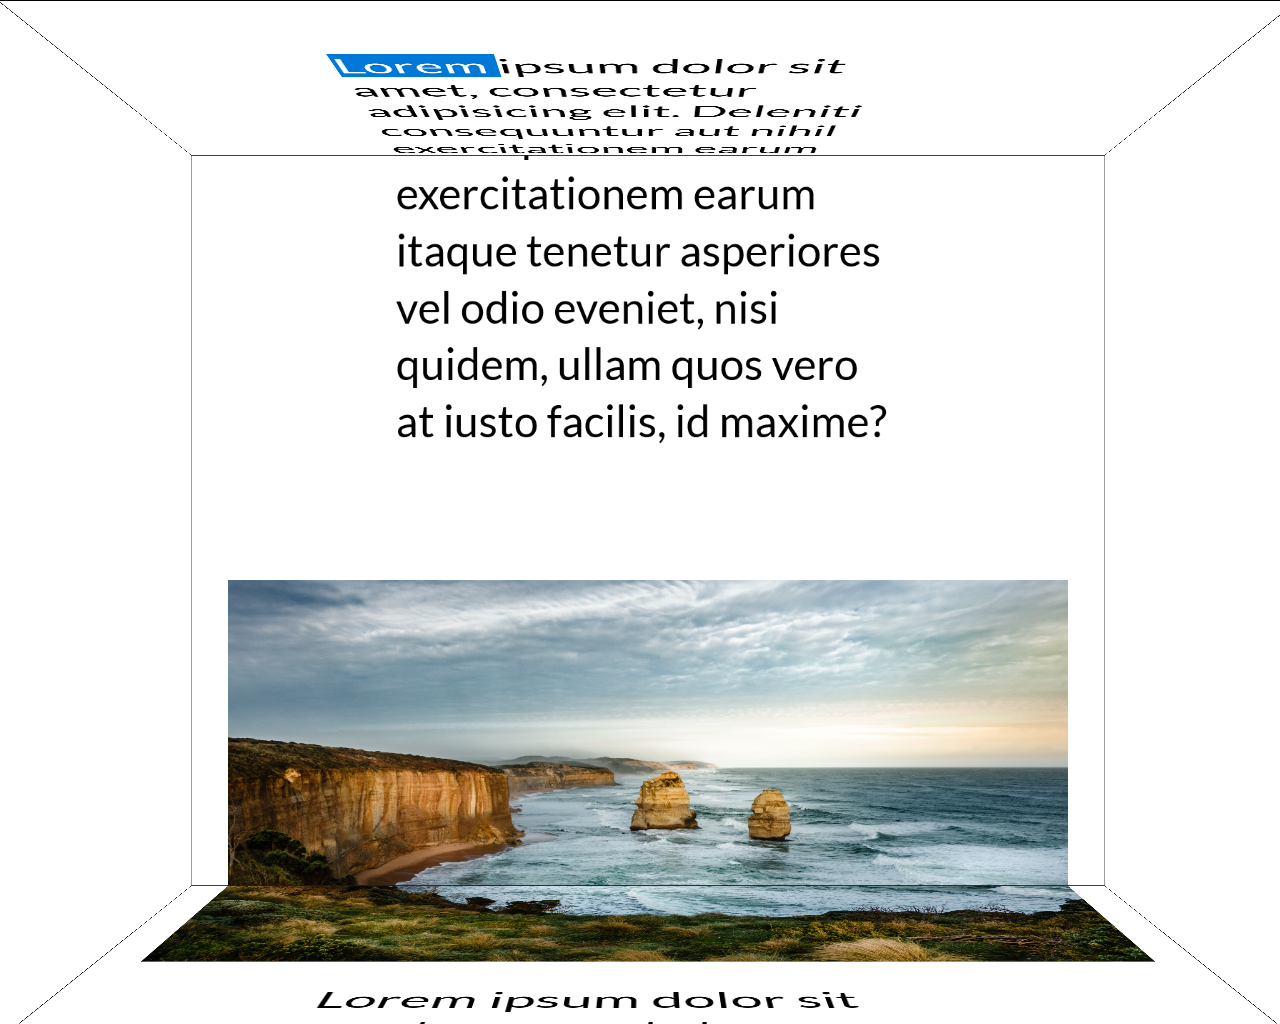 Lorem ipsum dolor sit
amet, consectetur
adipisicing elit. Deleniti
consequuntur aut nihil
exercitationem earum
exercitationem earum
itaque tenetur asperiores
vel odio eveniet, nisi
quidem, ullam quos vero
at iusto facilis, id maxime?
Lorem ipsum dolor sit